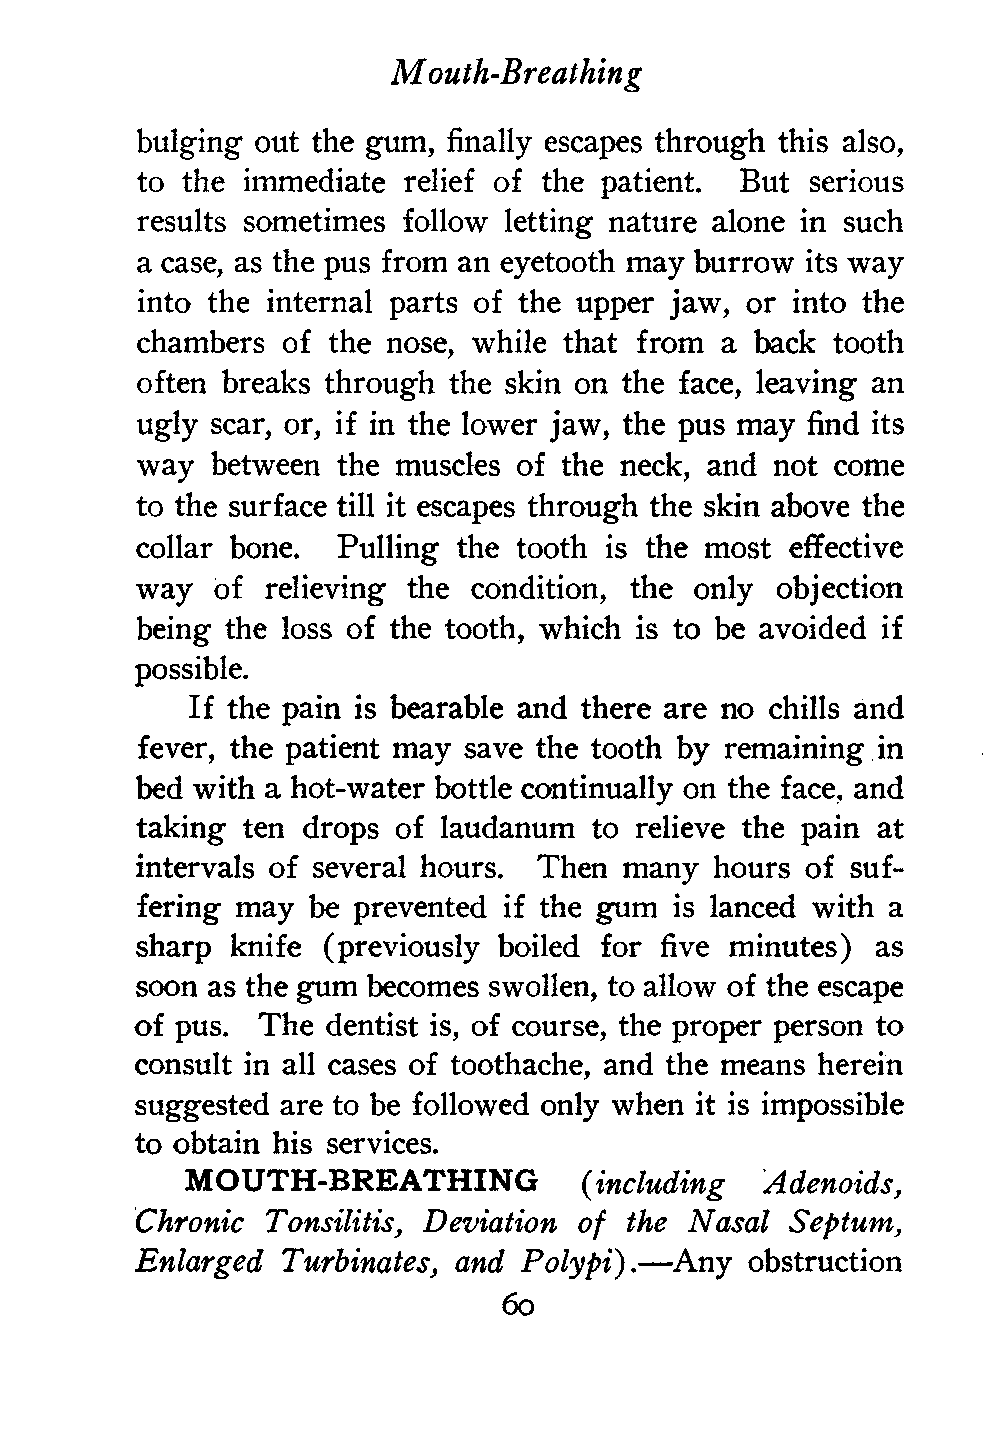 Mouth-Breathing
bulging out the gum, finally escapes through this also,
to the immediate relief of the patient. But serious
results sometimes follow letting nature alone in such
a case, as the pus from an eyetooth may burrow its way
into the internal parts of the upper jaw, or into the
chambers of the nose, while that from a back tooth
often breaks through the skin on the face, leaving an
ugly scar, or, if in the lower jaw, the pus may find its
way between the muscles of the neck, and not come
to the surface till it escapes through the skin above the
collar bone. Pulling the tooth is the most effective
way of relieving the condition, the only objection
being the loss of the tooth, which is to be avoided if
possible.
If the pain is bearable and there are no chills and
fever, the patient may save the tooth by remaining in
bed with a hot-water bottle continually on the face, and
taking ten drops of laudanum to relieve the pain at
intervals of several hours. Then many hours of suf-
fering may be prevented if the gum is lanced with a
sharp knife (previously boiled for five minutes) as
soon as the gum becomes swollen, to allow of the escape
of pus. The dentist is, of course, the proper person to
consult in all cases of toothache, and the means herein
suggested are to be followed only when it is impossible
to obtain his services.
MOUTH-BREATHING (including Adenoids,
Chronic Tonsilitis, Deviation of the Nasal Septum,
Enlarged Turbinates, and Polypi).—Any obstruction
60